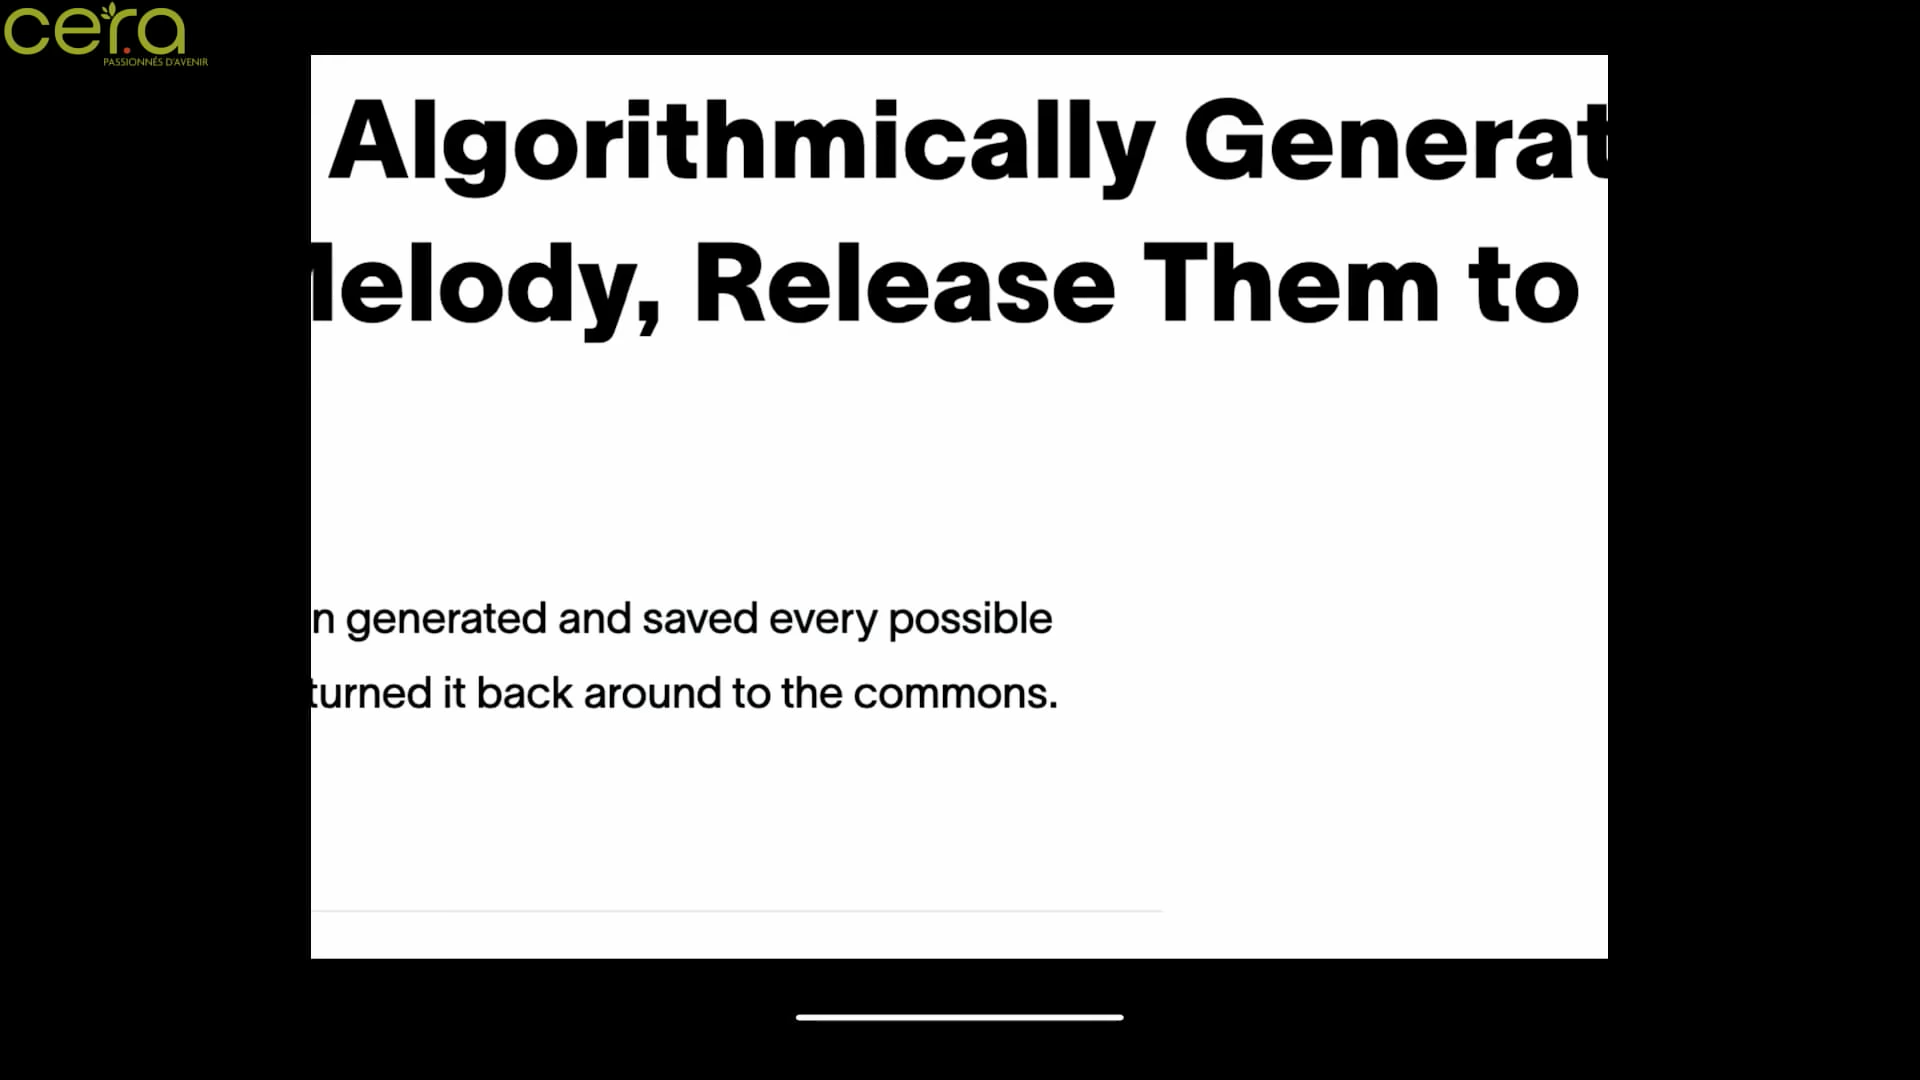 cera
PASSIONNÉS D'AVENIR
Algorithmically Generat
elody, Release Them to
n generated and saved every possible
turned it back around to the commons.